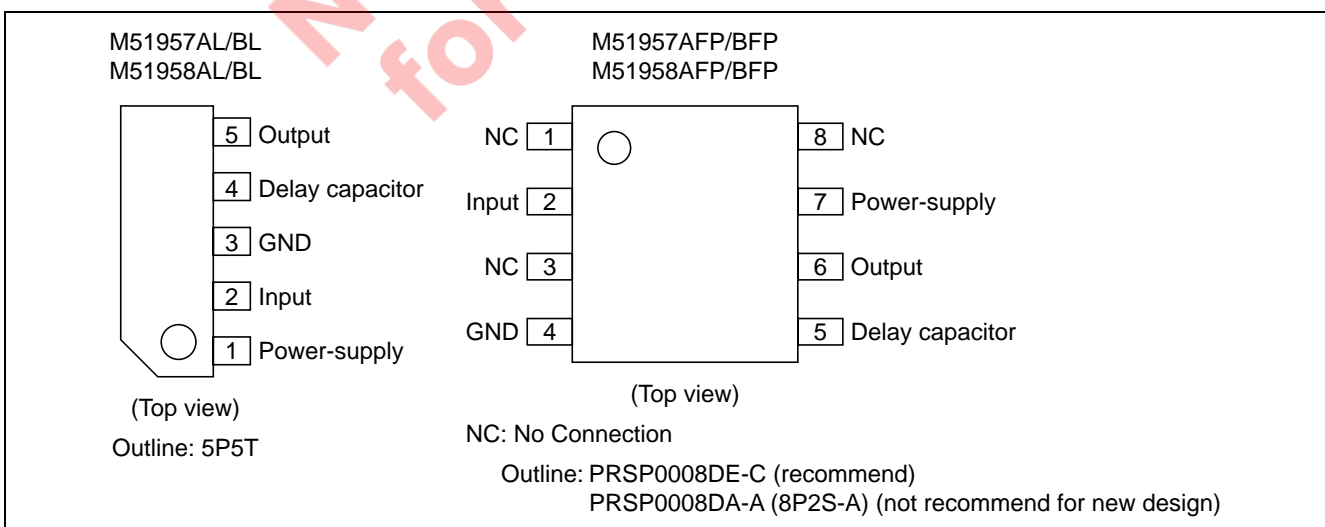 M51957AL/BL
M51958AL/BL
5 Output
4 Delay capacitor
3 GND
2 Input
1 Power-supply
(Top view)
Outline: 5P5T
M51957AFP/BFP
M51958AFP/BFP
NC 1
Input 2
NC 3
GND 4
8 NC
7 Power-supply
6 Output
5 Delay capacitor
(Top view)
NC: No Connection
Outline: PRSP0008DE-C (recommend)
PRSP0008DA-A (8P2S-A) (not recommend for new design)
for